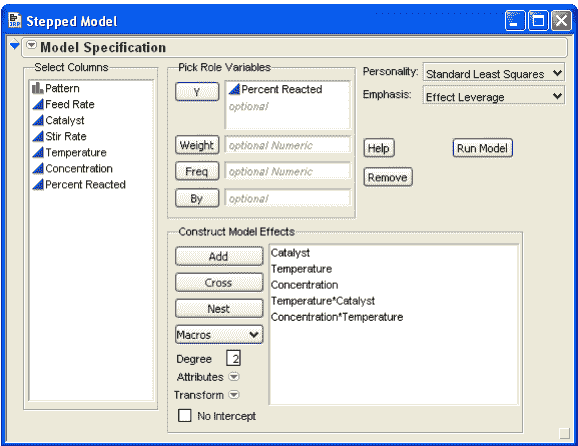 Stepped Model
Model Specification
Select Columns
Pattern
Feed Rate
Catalyst
Stir Rate
Temperature
Concentration
Percent Reacted
Pick Role Variables
Y
Percent Reacted
optional
Weight
optional Numeric
Freq
optional Numeric
By
optional
Personality:
Standard Least Squares
Emphasis:
Effect Leverage
Help
Run Model
Remove
Construct Model Effects
Add
Cross
Nest
Macros
Degree 2
Attributes
Transform
No Intercept
Catalyst
Temperature
Concentration
Temperature*Catalyst
Concentration*Temperature